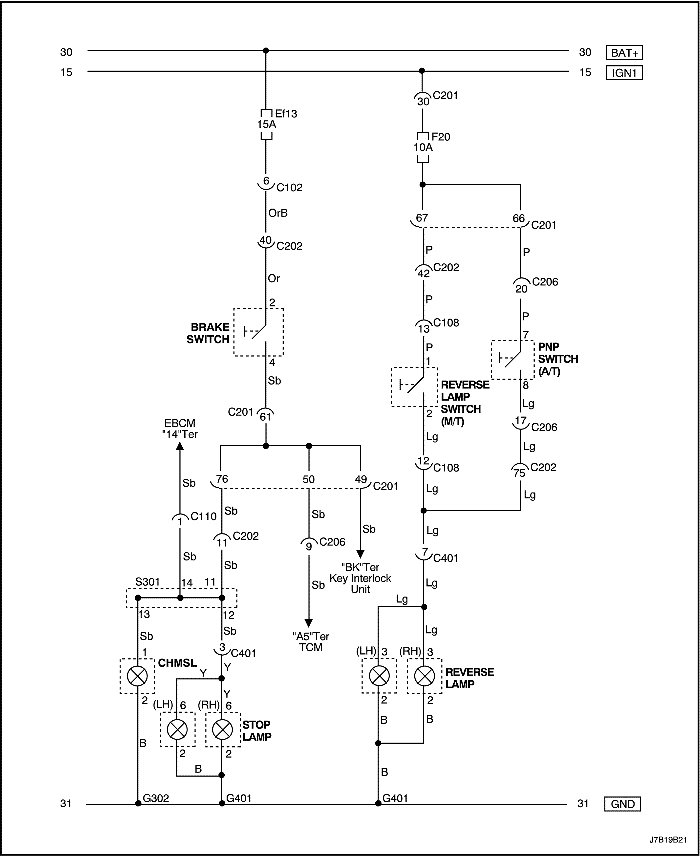 30 30 BAT+
15 15 IGN1
30 C201
Ef13
15A
F20
10A
6 C102
OrB
67 66 C201
40 C202
P P
42 C202
20 C206
Or
P P
13 C108
2
P 7
BRAKE
SWITCH
PNP
SWITCH
(A/T)
1
4
8
REVERSE
LAMP
SWITCH
(M/T)
Sb
2
Lg
C201 61
17 C206
EBCM
"14"Ter
Lg
Lg
12 C108
75 C202
76 50 49 C201
Sb
Lg Lg
Sb Sb
1 C110
Sb
Lg
11 C202
9 C206
7 C401
Sb Sb
"BK"Ter
Key Interlock
Unit
S301 14 11
Sb
Lg
Lg
13 12
Sb Sb
"A5"Ter
TCM
Lg
3 C401
1 CHMSL
(LH) 3 (RH) 3
Y Y
REVERSE
LAMP
2
Y
2 2
(LH) 6 (RH) 6
B B
STOP
LAMP
B
2 2
B
B
31 G302 G401 G401 31 GND
J7B19B21